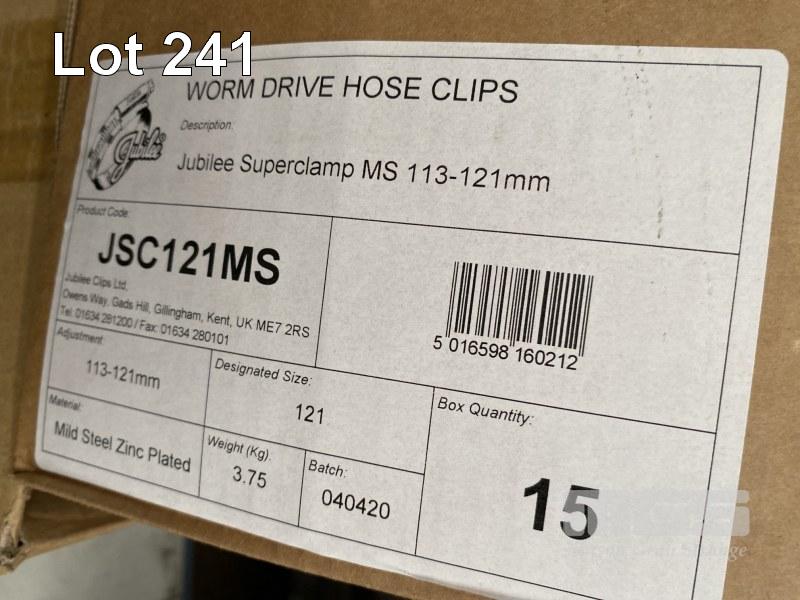 Lot 241
WORM DRIVE HOSE CLIPS
Jubilee
Description:
Jubilee Superclamp MS 113-121mm
Product Code:
JSC121MS
Jubilee Clips Ltd,
Owens Way, Gads Hill, Gillingham, Kent, UK ME7 2RS
Tel: 01634 281200 / Fax: 01634 280101
5 016598 160212
Adjustment:
113-121mm
Designated Size:
121
Box Quantity:
15
Material:
Mild Steel Zinc Plated
Weight (Kg):
3.75
Batch:
040420